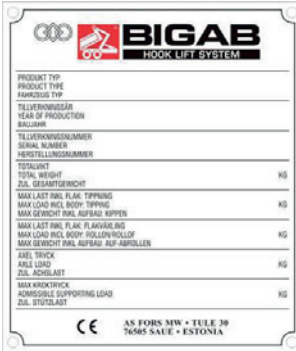 BIGAB
HOOK LIFT SYSTEM
PRODUKT TYP
PRODUCT TYPE
FAHRZEUG TYP
TILLVERKNINGSÅR
YEAR OF PRODUCTION
BAUJAHR
TILLVERKNINGSNUMMER
SERIAL NUMBER
HERSTELLUNGSNUMMER
TOTALVIKT
TOTAL WEIGHT KG
ZUL. GESAMTGEWICHT
MAX LAST INKL FLAK: TIPPNING
MAX LOAD INCL BODY: TIPPING KG
MAX GEWICHT INKL AUFBAU: KIPPEN
MAX LAST INKL FLAK: FLAKVÄXLING
MAX LOAD INCL BODY: ROLLON/ROLLOF KG
MAX GEWICHT INKL AUFBAU: AUF-ABROLLEN
AXEL TRYCK
AXLE LOAD KG
ZUL. ACHSLAST
MAX KROKTRYCK
ADMISSIBLE SUPPORTING LOAD KG
ZUL. STÜTZLAST
CE AS FORS MW • TULE 30
76505 SAUE • ESTONIA